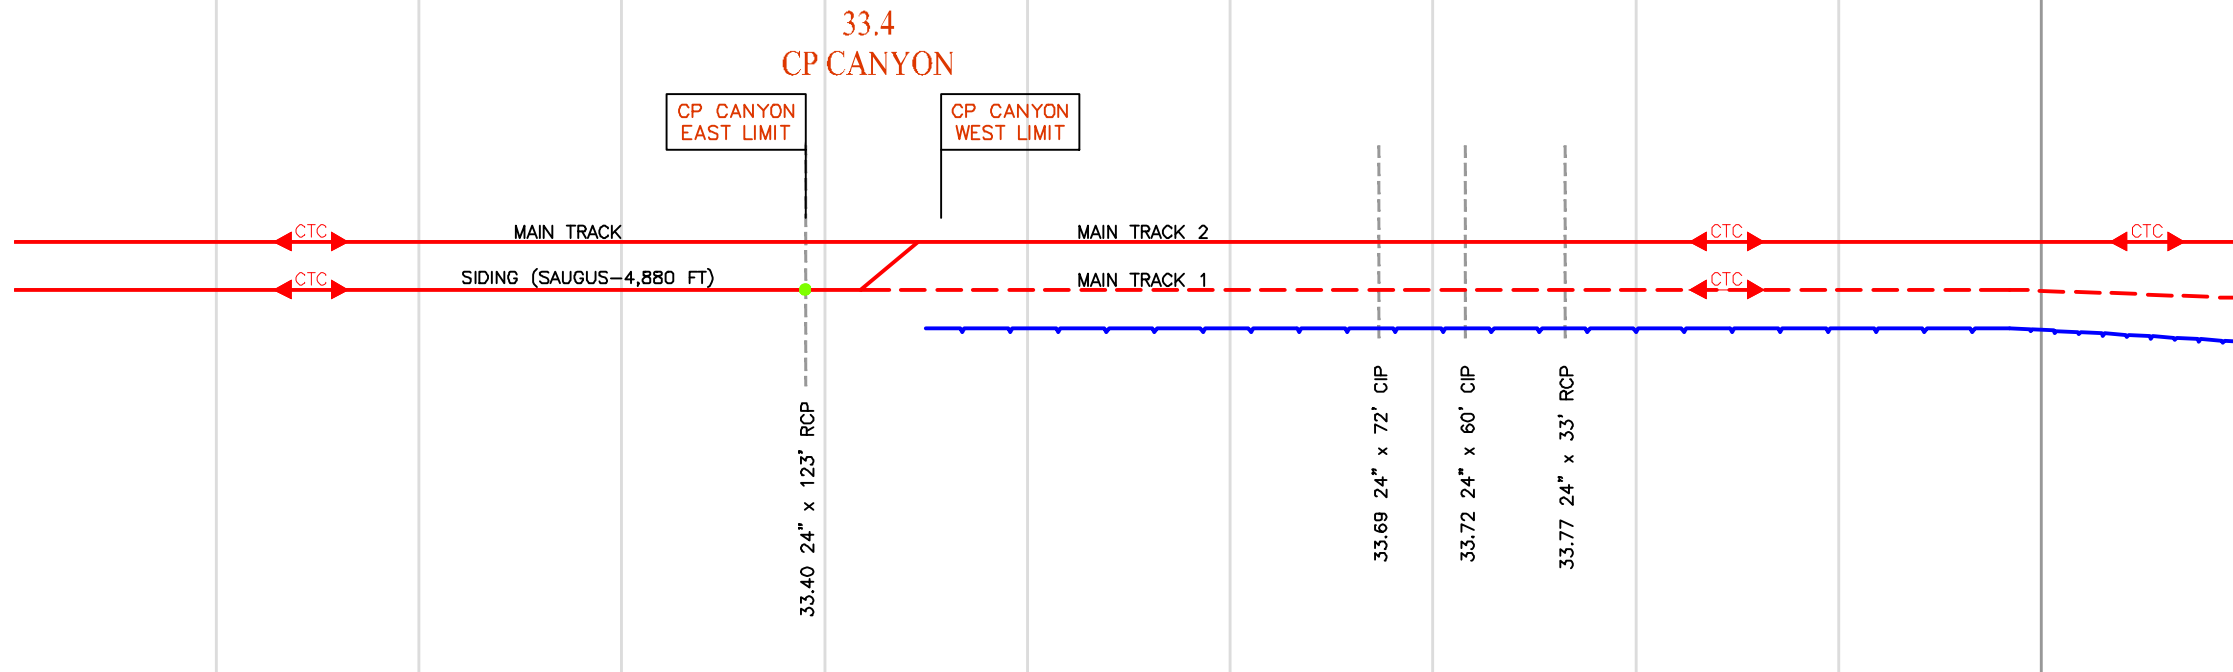 33.4
CP CANYON
CP CANYON
EAST LIMIT
CP CANYON
WEST LIMIT
CTC
MAIN TRACK
MAIN TRACK 2
CTC
CTC
CTC
SIDING (SAUGUS-4,880 FT)
MAIN TRACK 1
CTC
33.40 24" x 123' RCP
33.69 24" x 72' CIP
33.72 24" x 60' CIP
33.77 24" x 33' RCP